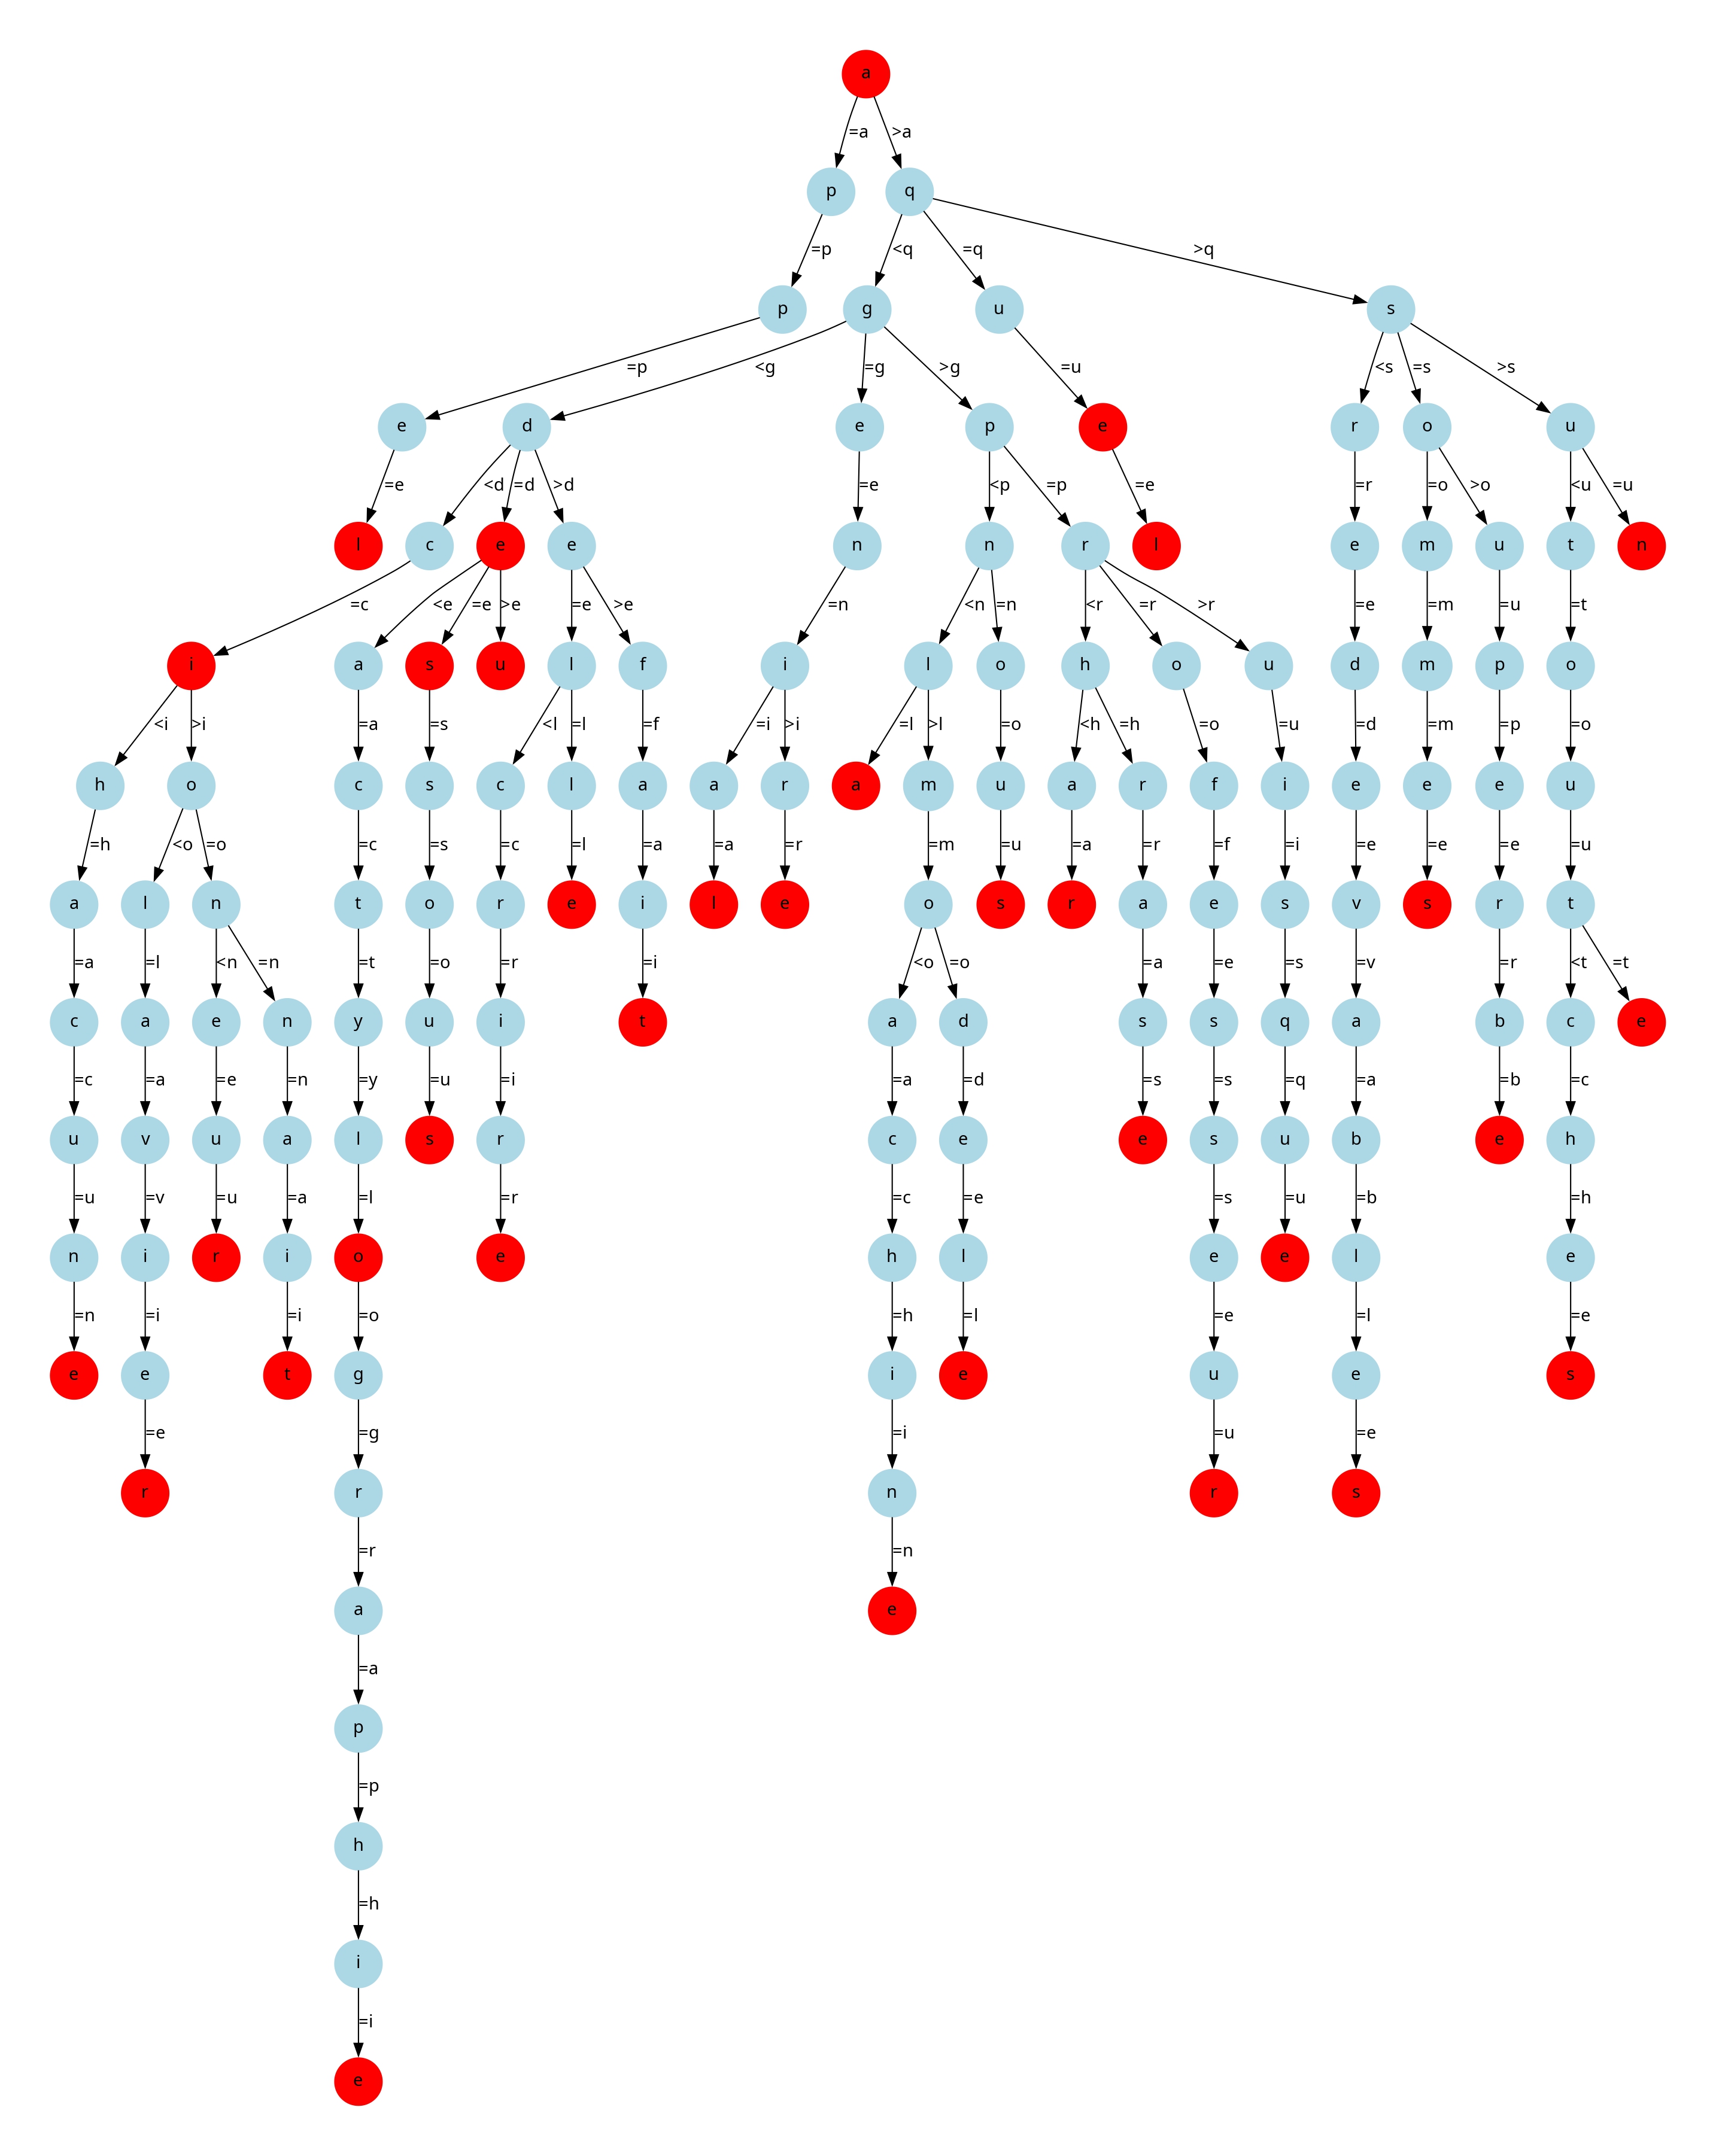 a
=a >a
p q
=p <q =q >q
p g u s
=p <g =g >g =u <s =s >s
e d e p e r o u
=e <d =d >d =e <p =p =e =r =o >o <u =u
l c e e n n r l e m u t n
=c <e =e >e =e >e =n <n =n <r =r >r =e =m =u =t
i a s u l f i l o h o u d m p o
<i >i =a =s <l =l =f =i >i =l >l =o <h =h =o =u =d =m =p =o
h o c s c l a a r a m u a r f i e e e u
=h <o =o =c =s =c =l =a =a =r =m =u =a =r =f =i =e =e =e =u
a l n t o r e i l e o s r a e s v s r t
=a =l <n =n =t =o =r =i <o =o =a =e =s =v =r <t =t
c a e n y u i t a d s s q a b c e
=c =a =e =n =y =u =i =a =d =s =s =q =a =b =c
u v u a l s r c e e s u b e h
=u =v =u =a =l =r =c =e =s =u =b =h
n i r i o e h l e e l e
=n =i =i =o =h =l =e =l =e
e e t g i e u e s
=e =g =i =u =e
r r n r s
=r =n
a e
=a
p
=p
h
=h
i
=i
e